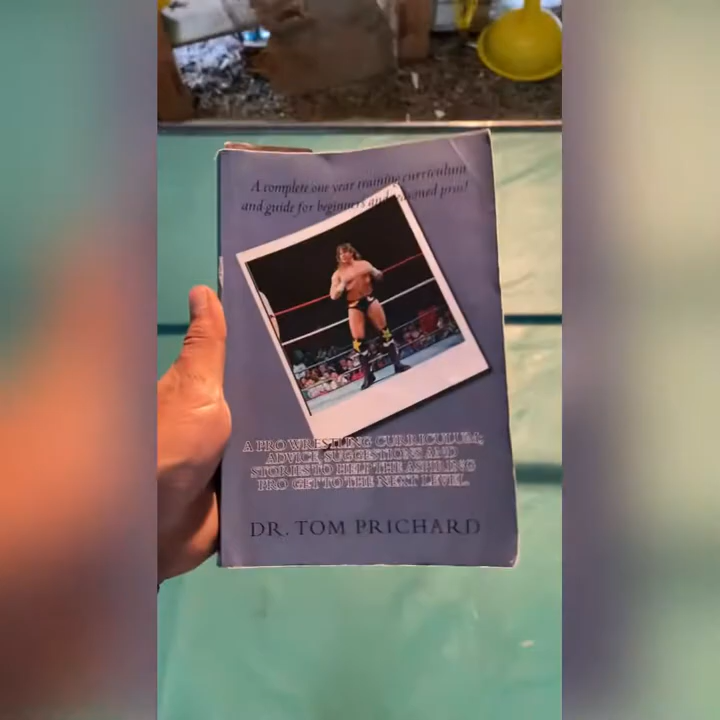 A complete one year training curriculum
and guide for beginners and seasoned pros!
A PRO WRESTLING CURRICULUM;
ADVICE, SUGGESTIONS AND
STORIES TO HELP THE ASPIRING
PRO GET TO THE NEXT LEVEL.
DR. TOM PRICHARD